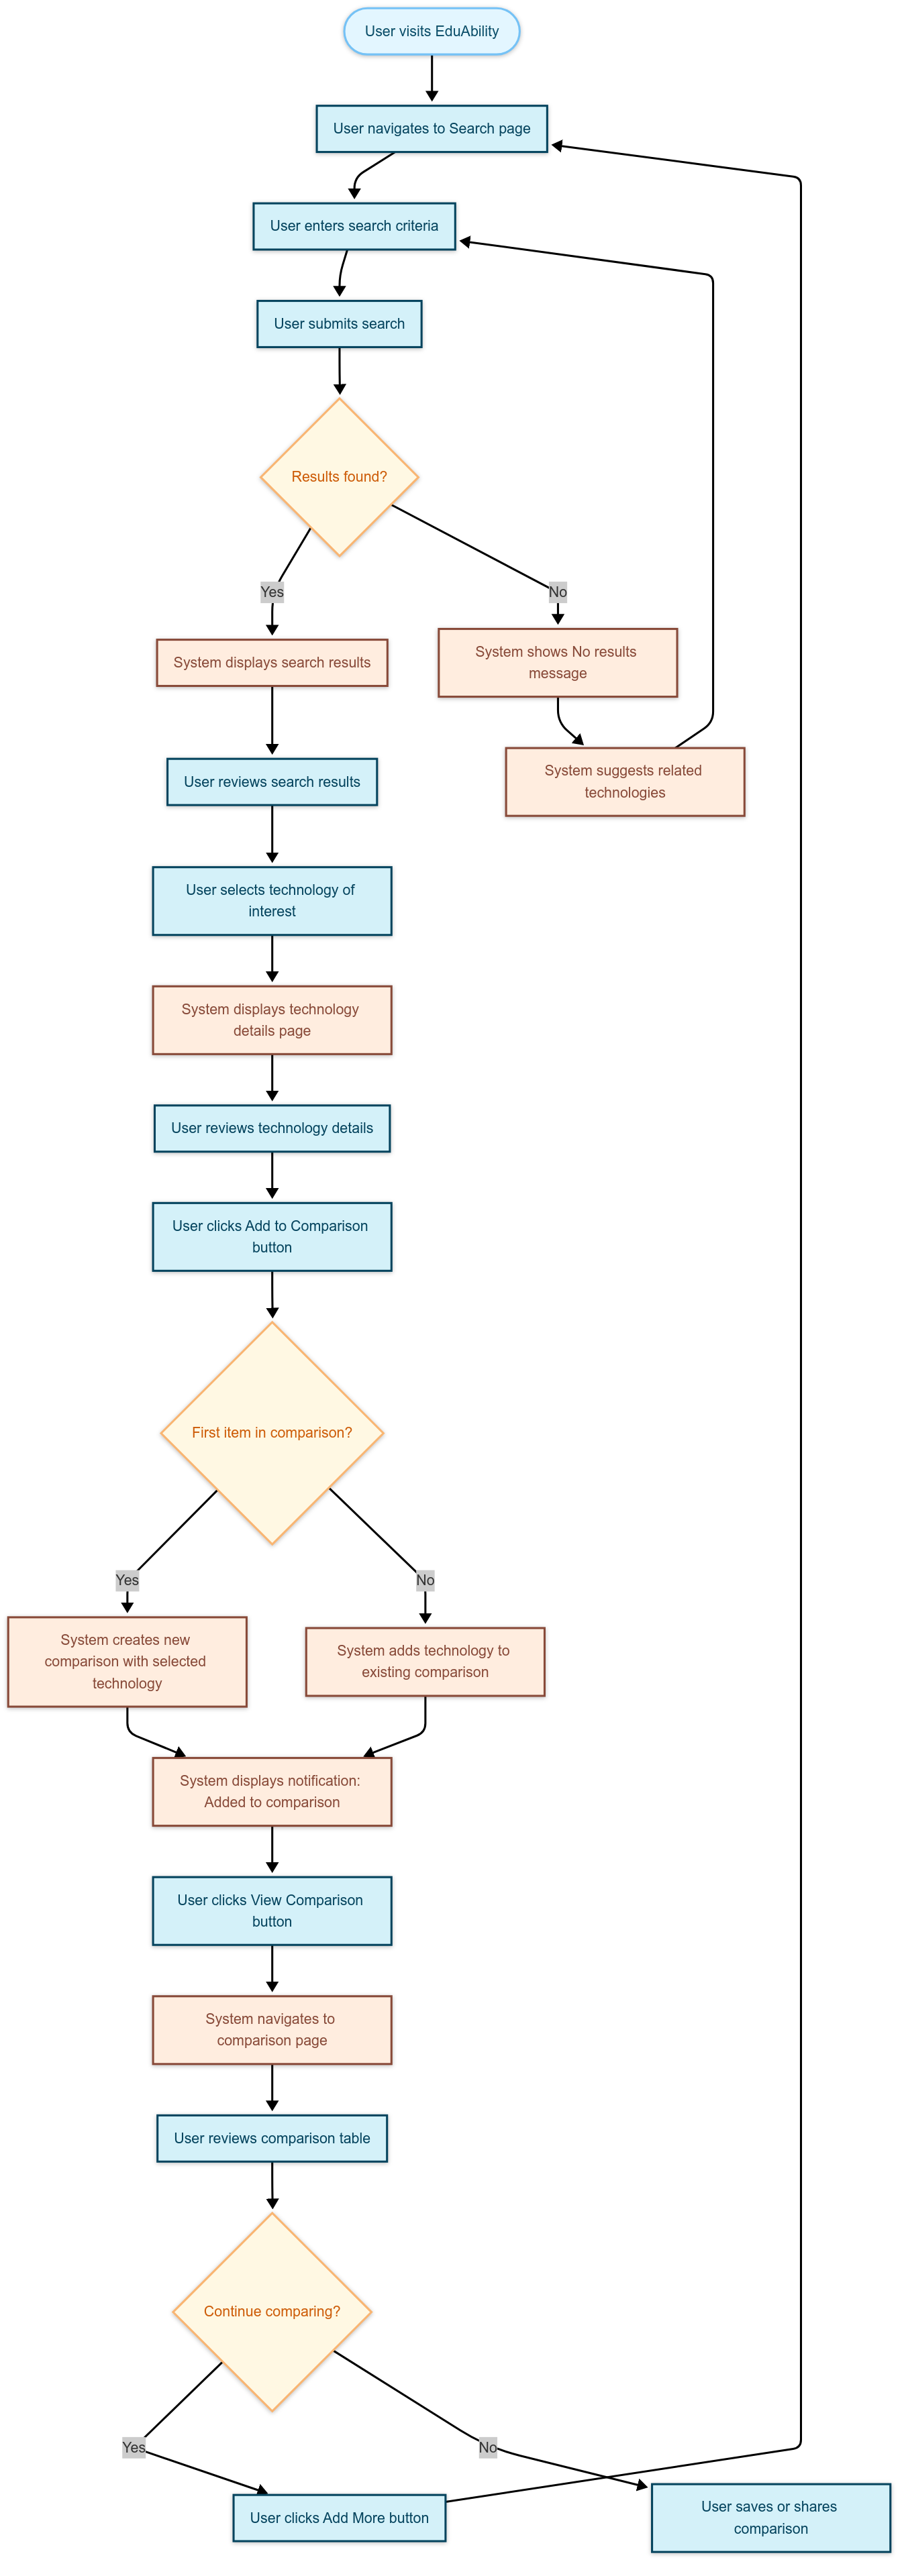 User visits EduAbility
User navigates to Search page
User enters search criteria
User submits search
Results found?
Yes
No
System displays search results
System shows No results
message
User reviews search results
System suggests related
technologies
User selects technology of
interest
System displays technology
details page
User reviews technology details
User clicks Add to Comparison
button
First item in comparison?
Yes
No
System creates new
comparison with selected
technology
System adds technology to
existing comparison
System displays notification:
Added to comparison
User clicks View Comparison
button
System navigates to
comparison page
User reviews comparison table
Continue comparing?
Yes
No
User clicks Add More button
User saves or shares
comparison